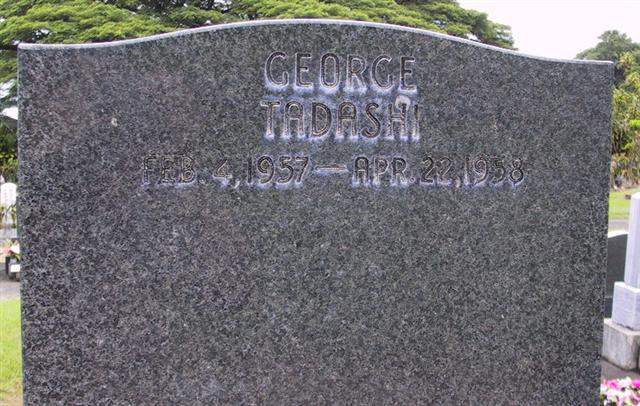 GEORGE
TADASHI
FEB. 4, 1957 — APR. 22, 1958